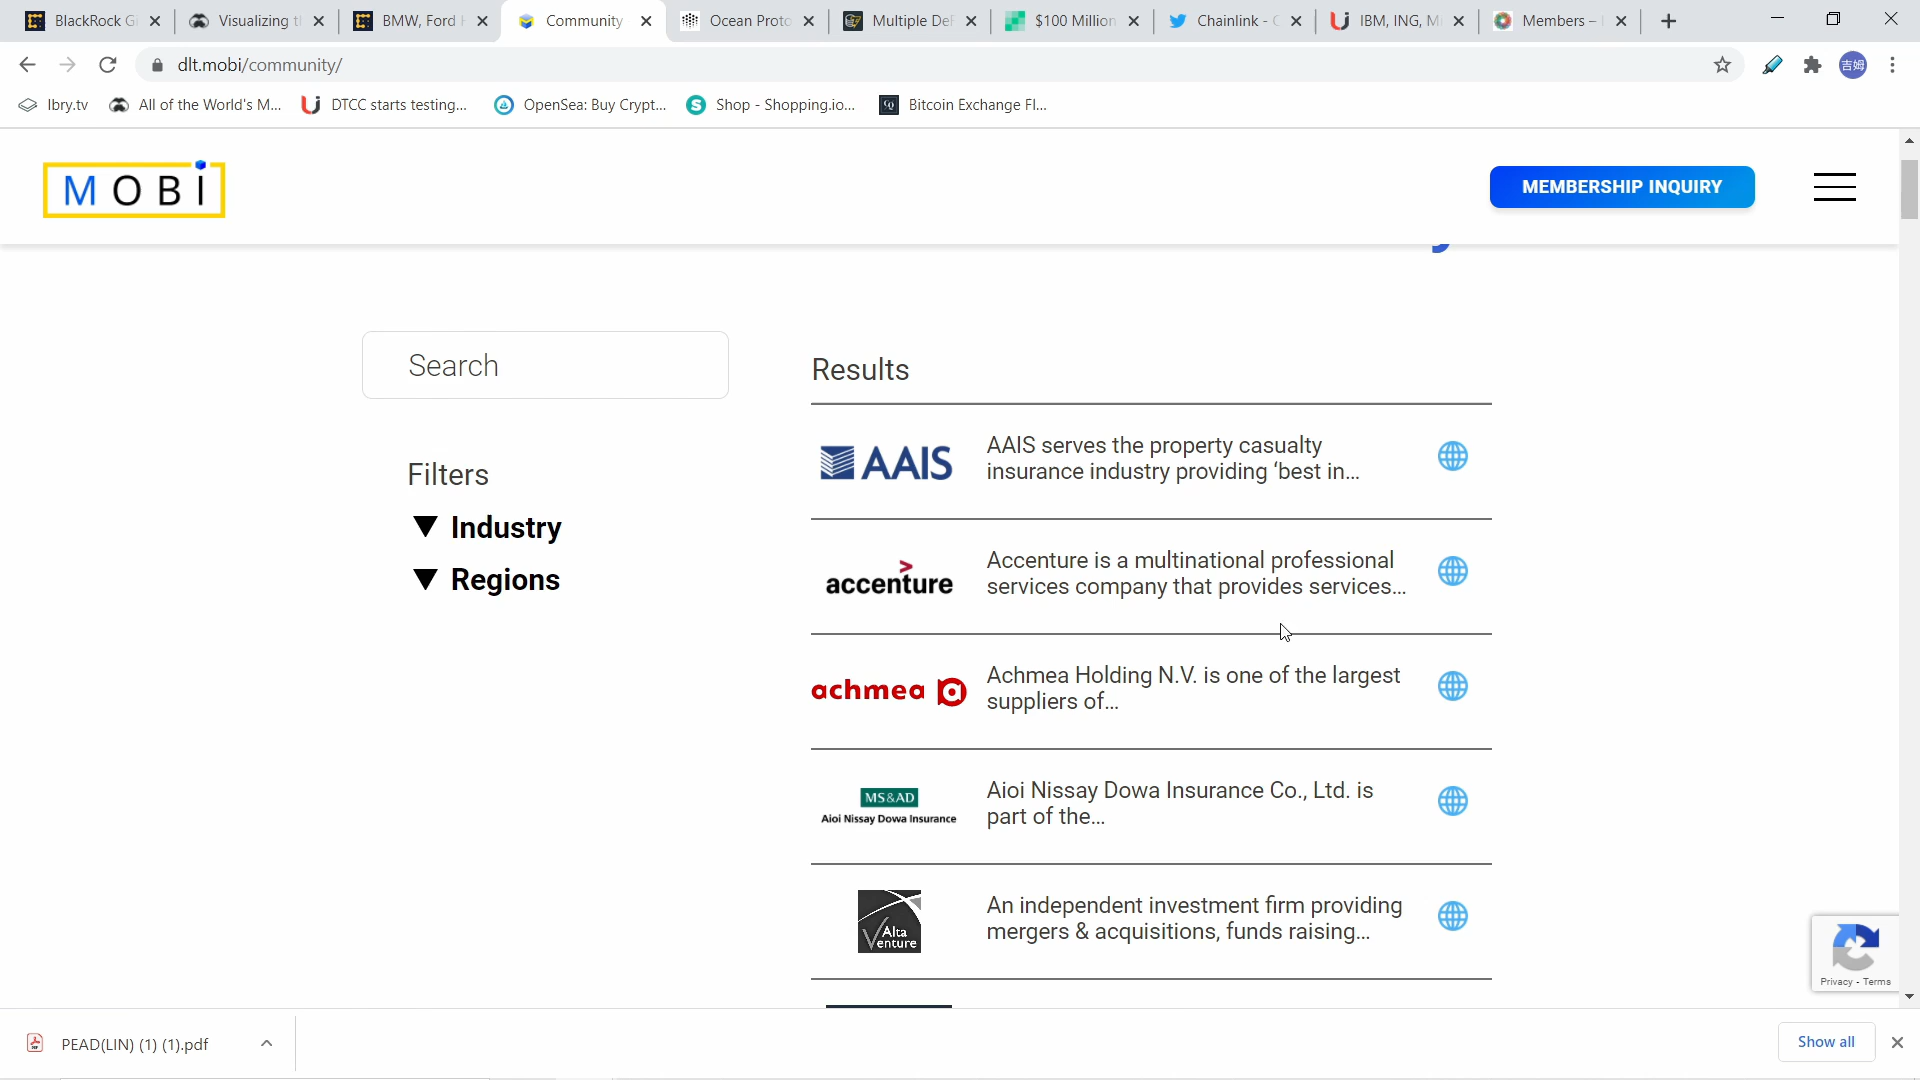 BlackRock Gi
Visualizing t
BMW, Ford
Community
Ocean Proto
Multiple DeF
$100 Million
Chainlink -
IBM, ING, M
Members –
dlt.mobi/community/
吉姆
lbry.tv
All of the World's M...
DTCC starts testing...
OpenSea: Buy Crypt...
Shop - Shopping.io...
Bitcoin Exchange Fl...
MOBi
MEMBERSHIP INQUIRY
Search
Results
Filters
▼ Industry
▼ Regions
AAIS
AAIS serves the property casualty
insurance industry providing ‘best in...
accenture
Accenture is a multinational professional
services company that provides services...
achmea
Achmea Holding N.V. is one of the largest
suppliers of...
MS&AD
Aioi Nissay Dowa Insurance
Aioi Nissay Dowa Insurance Co., Ltd. is
part of the...
Alta
Venture
An independent investment firm providing
mergers & acquisitions, funds raising...
Privacy - Terms
PEAD(LIN) (1) (1).pdf
Show all